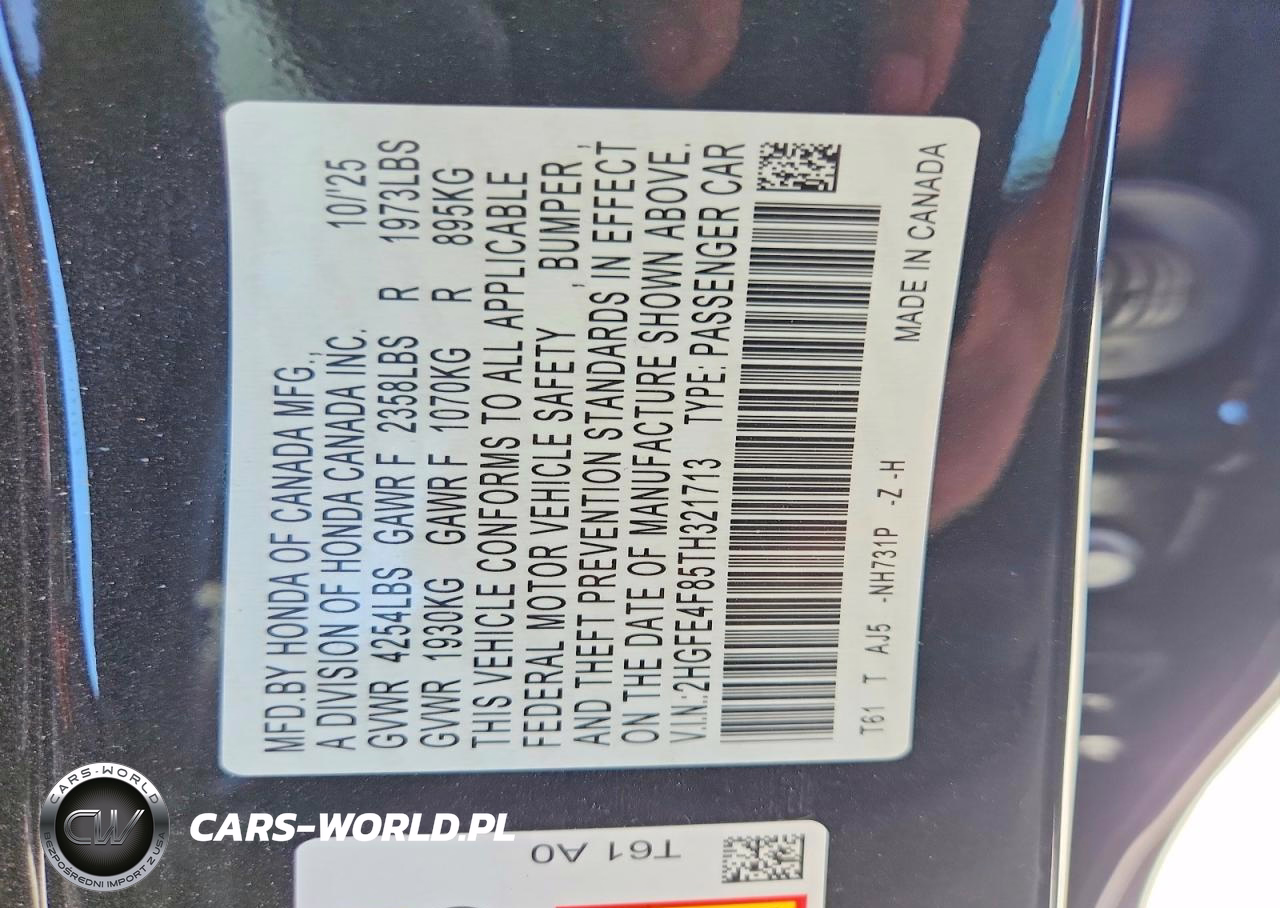 MFD.BY HONDA OF CANADA MFG.,
A DIVISION OF HONDA CANADA INC. 10/'25
GVWR 4254LBS GAWR F 2358LBS R 1973LBS
GVWR 1930KG GAWR F 1070KG R 895KG
THIS VEHICLE CONFORMS TO ALL APPLICABLE
FEDERAL MOTOR VEHICLE SAFETY , BUMPER ,
AND THEFT PREVENTION STANDARDS IN EFFECT
ON THE DATE OF MANUFACTURE SHOWN ABOVE.
V.I.N.:2HGFE4F85TH321713 TYPE: PASSENGER CAR
T61 T AJ5 -NH731P -Z -H MADE IN CANADA
T61 A0
CARS-WORLD
CW
BEZPOŚREDNI IMPORT Z USA
CARS-WORLD.PL